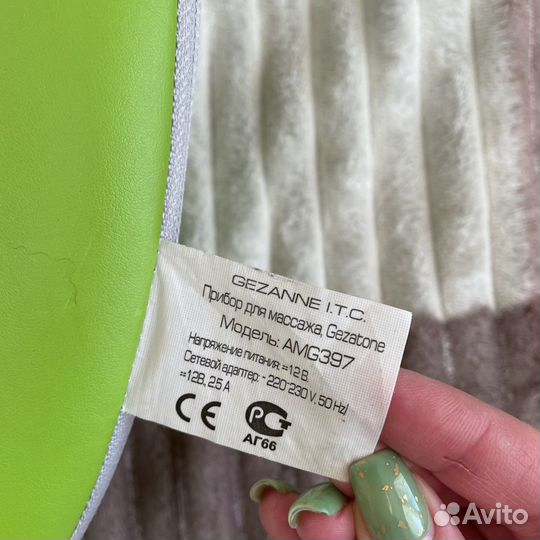 GEZANNE I.T.C.
Прибор для массажа, Gezatone
Модель: AMG397
Напряжение питания: =12 В
Сетевой адаптер: ~ 220-230 V, 50 Hz/
=12В, 2.5 А
CE
РСТ
АГ66
Avito